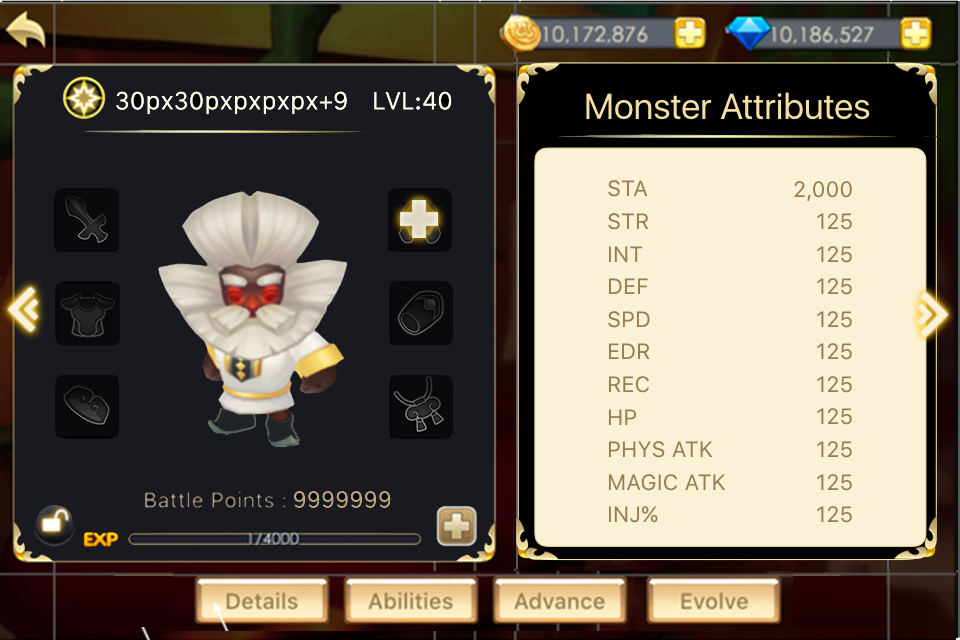 10,172,876
10,186,527
30px30pxpxpxpx+9 LVL:40
Battle Points : 9999999
EXP 1/4000
Monster Attributes
STA 2,000
STR 125
INT 125
DEF 125
SPD 125
EDR 125
REC 125
HP 125
PHYS ATK 125
MAGIC ATK 125
INJ% 125
Details Abilities Advance Evolve